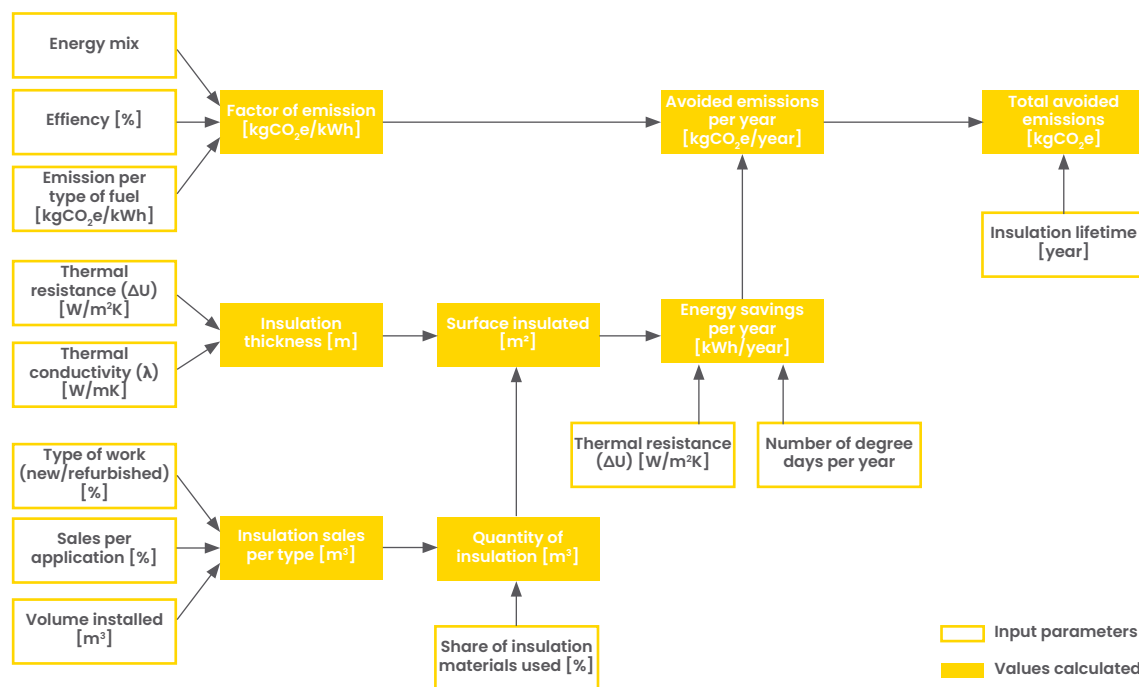 Energy mix
Effiency [%]
Emission per
type of fuel
[kgCO₂e/kWh]
Factor of emission
[kgCO₂e/kWh]
Avoided emissions
per year
[kgCO₂e/year]
Total avoided
emissions
[kgCO₂e]
Insulation lifetime
[year]
Thermal
resistance (ΔU)
[W/m²K]
Thermal
conductivity (λ)
[W/mK]
Insulation
thickness [m]
Surface insulated
[m²]
Energy savings
per year
[kWh/year]
Thermal resistance
(ΔU) [W/m²K]
Number of degree
days per year
Type of work
(new/refurbished)
[%]
Sales per
application [%]
Volume installed
[m³]
Insulation sales
per type [m³]
Quantity of
insulation [m³]
Share of insulation
materials used [%]
Input parameters
Values calculated